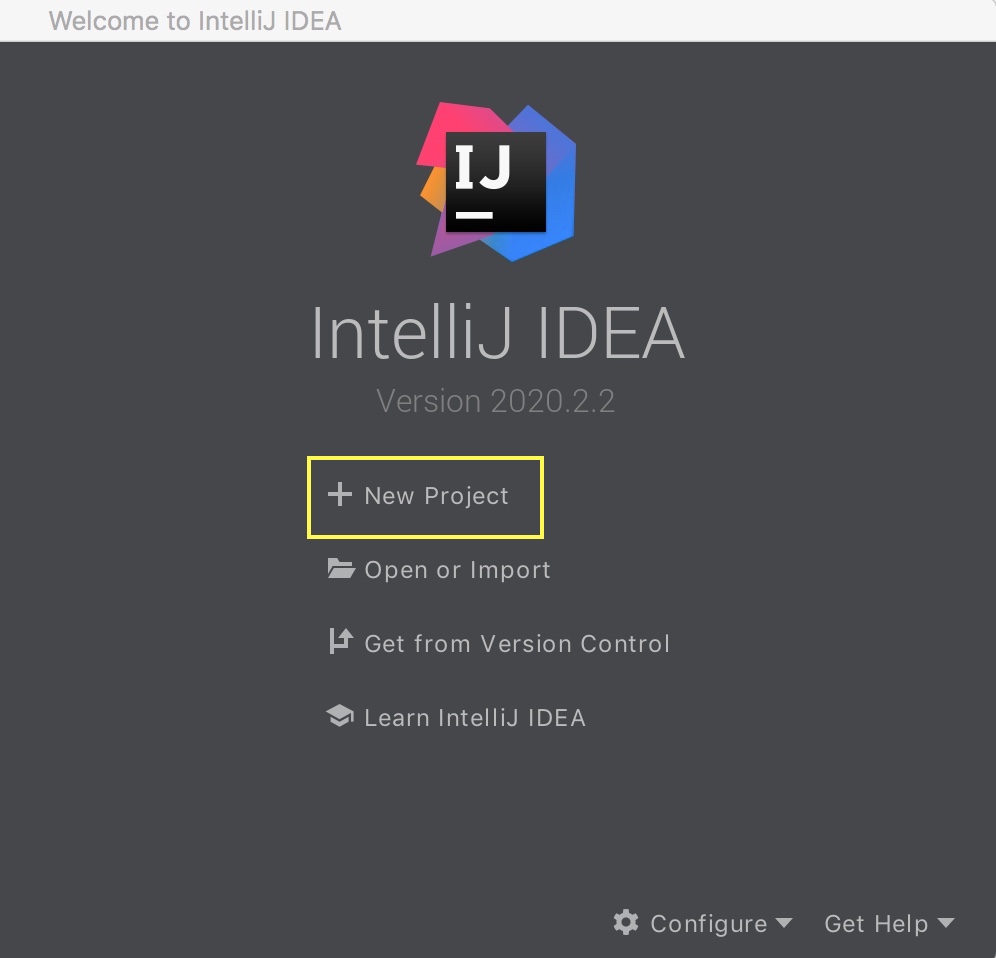 Welcome to IntelliJ IDEA
IJ
IntelliJ IDEA
Version 2020.2.2
New Project
Open or Import
Get from Version Control
Learn IntelliJ IDEA
Configure Get Help